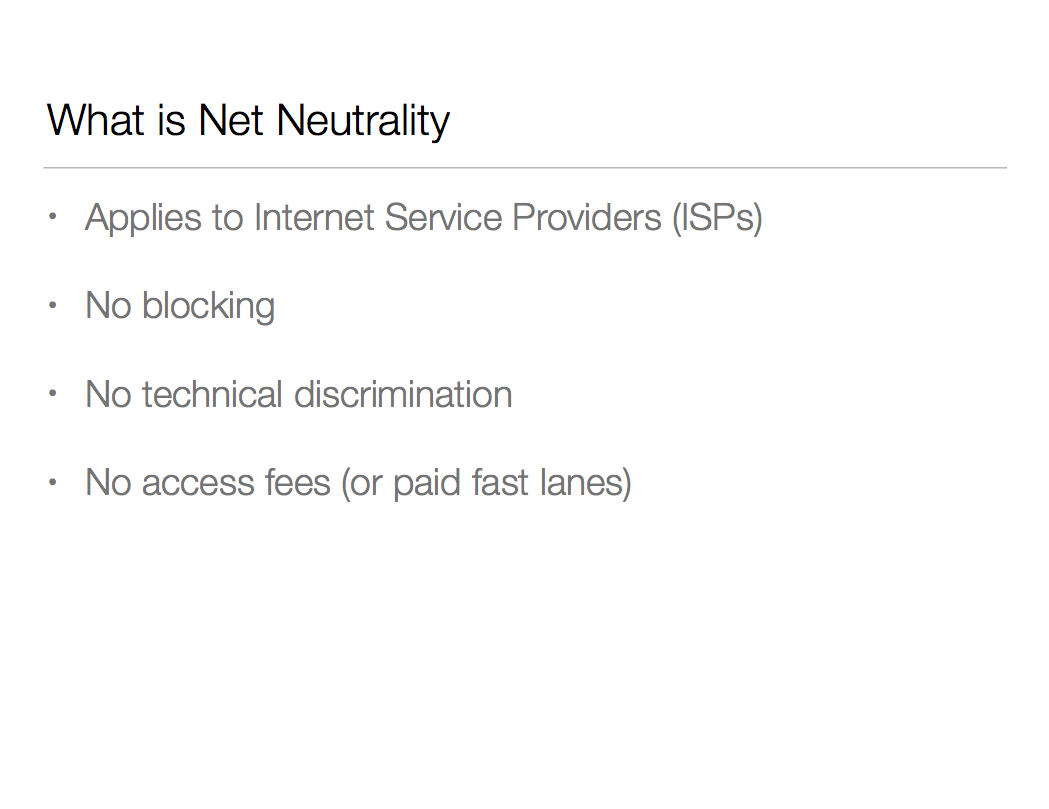 What is Net Neutrality
• Applies to Internet Service Providers (ISPs)
• No blocking
• No technical discrimination
• No access fees (or paid fast lanes)